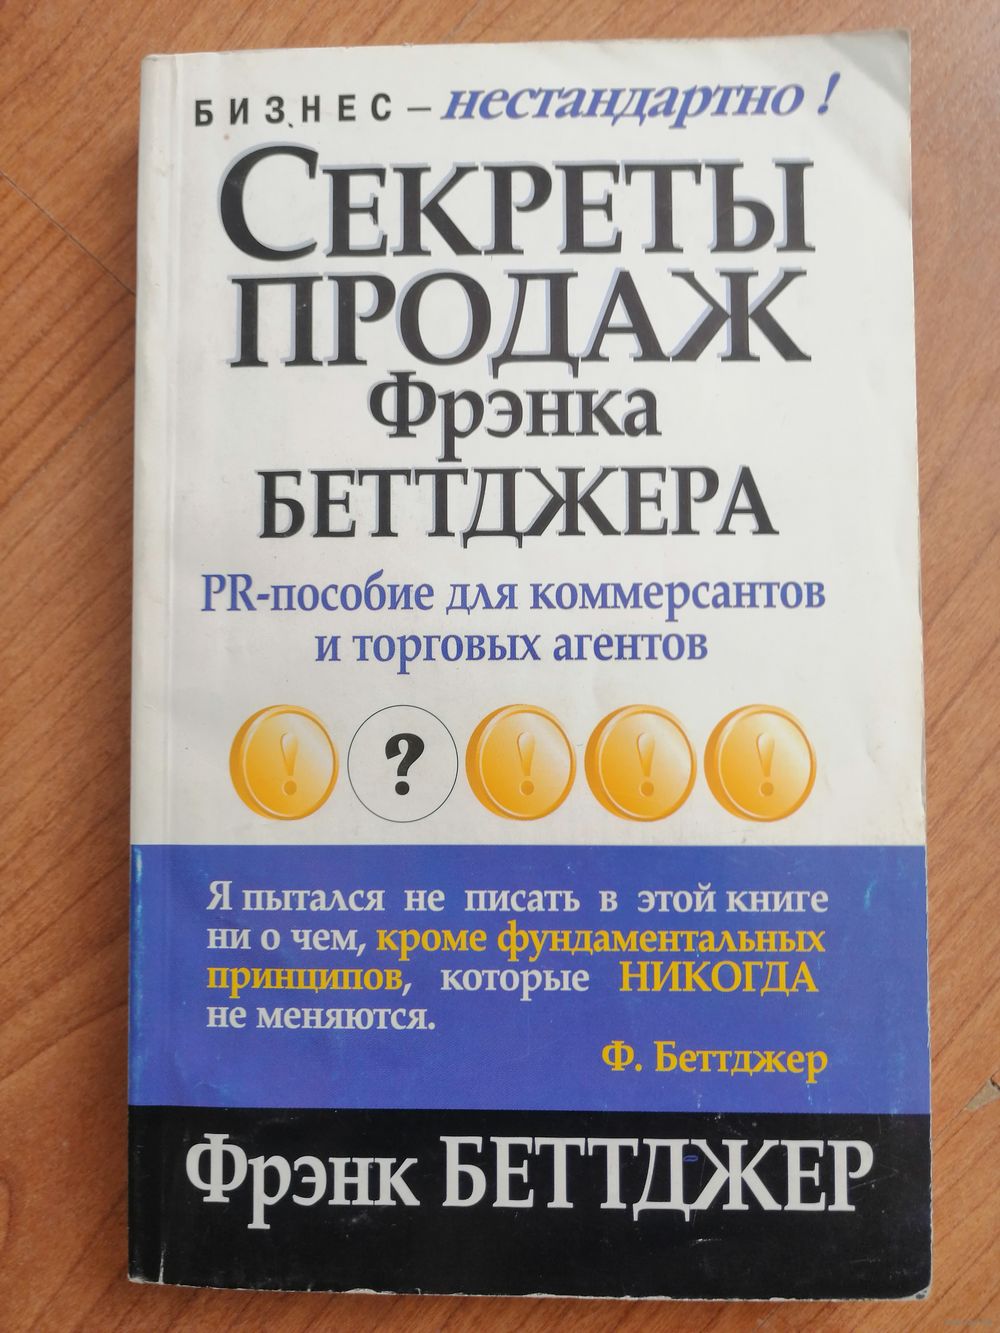 БИЗНЕС – нестандартно!
СЕКРЕТЫ
ПРОДАЖ
Фрэнка
БЕТТДЖЕРА
PR-пособие для коммерсантов
и торговых агентов
! ? ! ! !
Я пытался не писать в этой книге
ни о чем, кроме фундаментальных
принципов, которые НИКОГДА
не меняются.
Ф. Беттджер
Фрэнк БЕТТДЖЕР